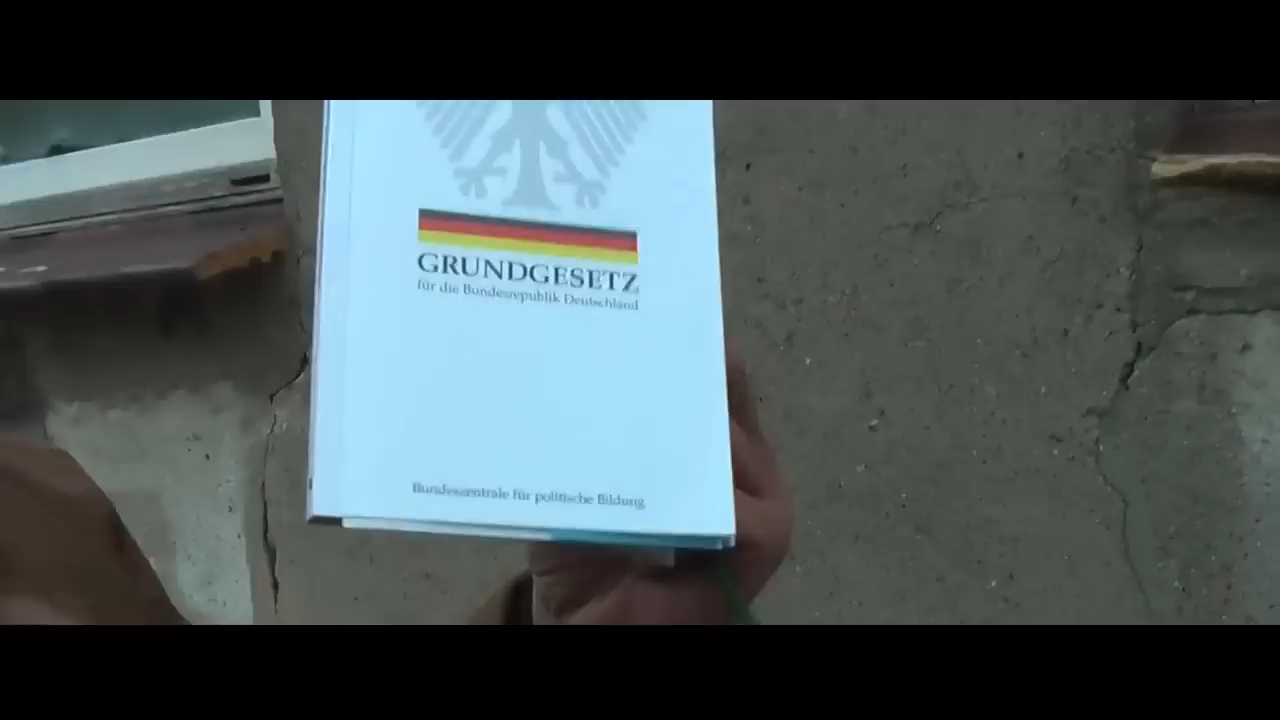 GRUNDGESETZ
für die Bundesrepublik Deutschland
Bundeszentrale für politische Bildung